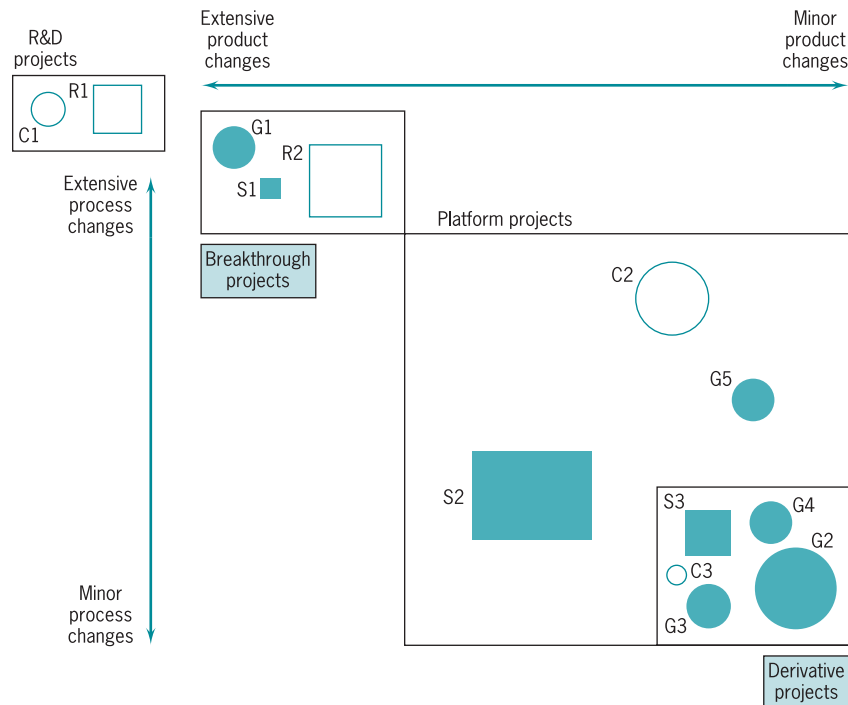 R&D
projects
Extensive
product
changes
Minor
product
changes
R1
C1
G1
R2
S1
Extensive
process
changes
Platform projects
Breakthrough
projects
C2
G5
S2
S3
G4
G2
C3
G3
Minor
process
changes
Derivative
projects